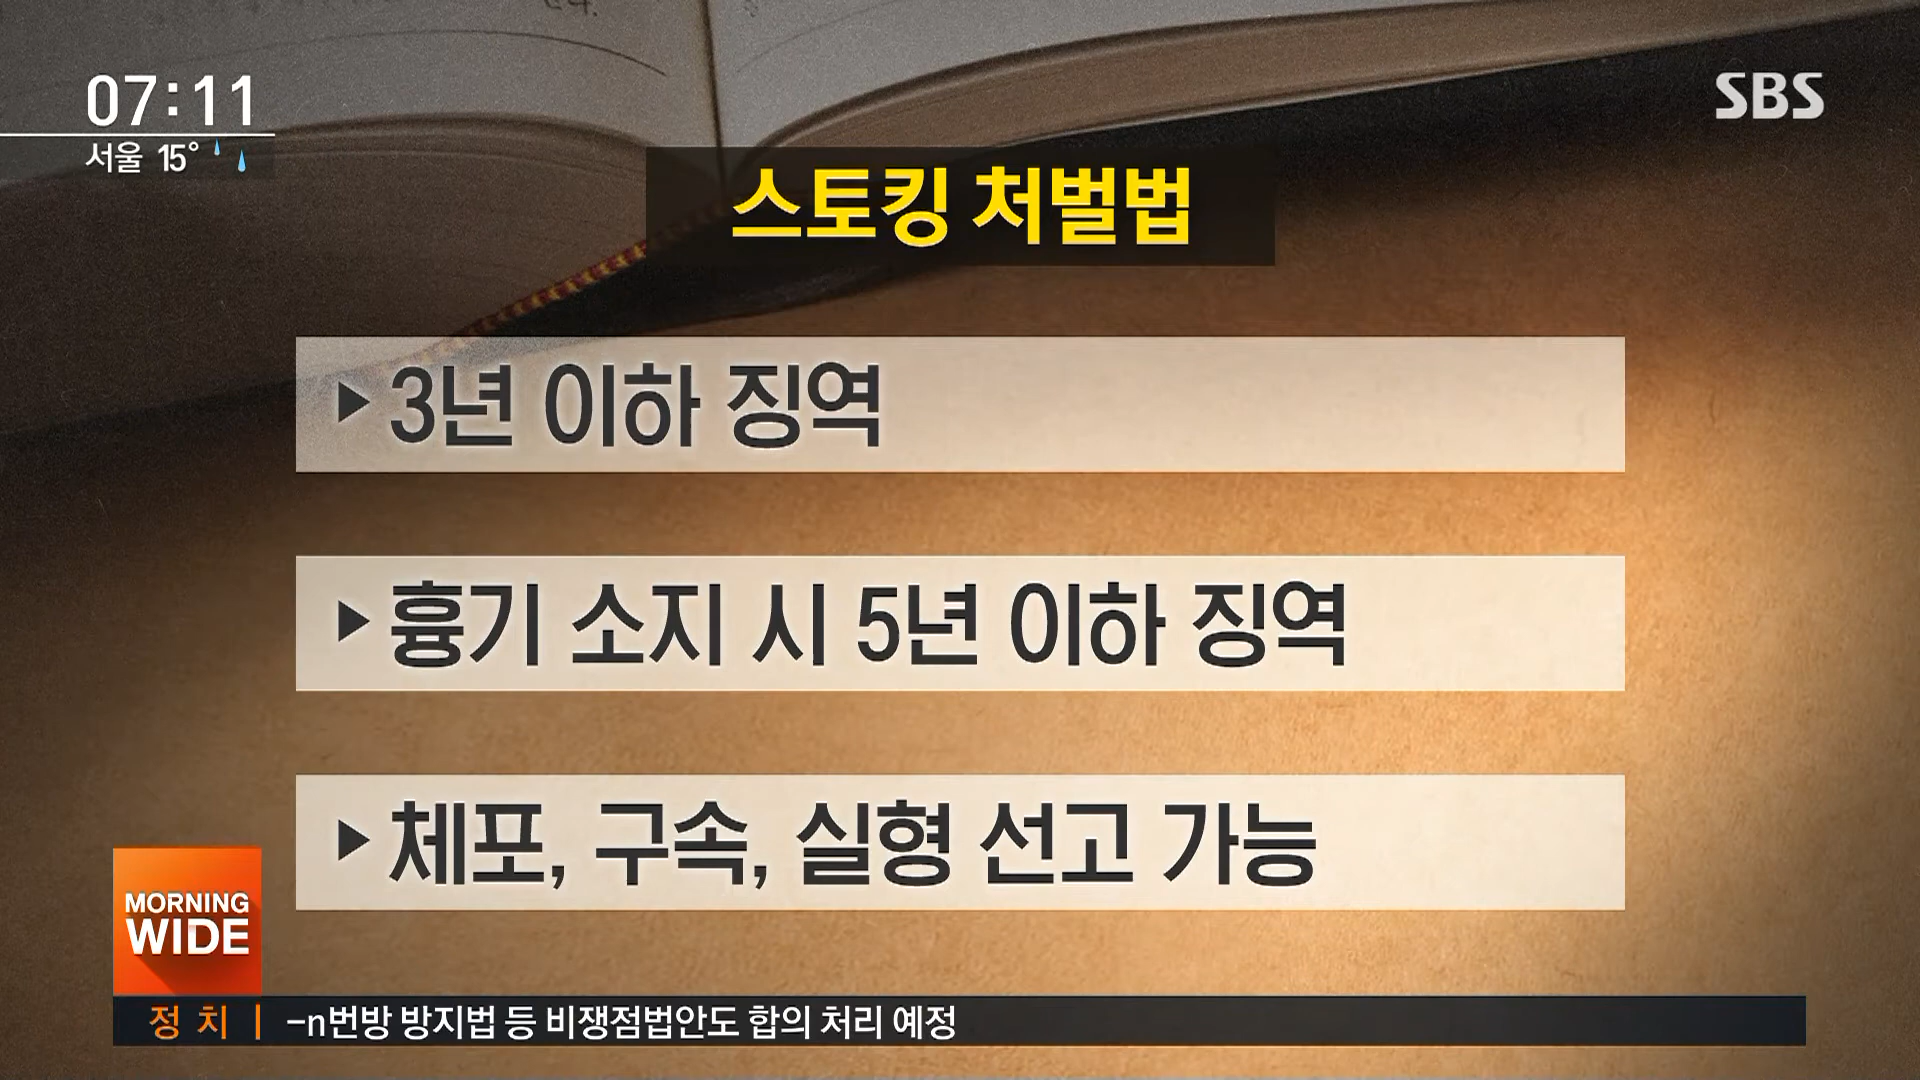 07:11
서울 15°
SBS
스토킹 처벌법
▶ 3년 이하 징역
▶ 흉기 소지 시 5년 이하 징역
▶ 체포, 구속, 실형 선고 가능
MORNING
WIDE
정치 | -n번방 방지법 등 비쟁점법안도 합의 처리 예정